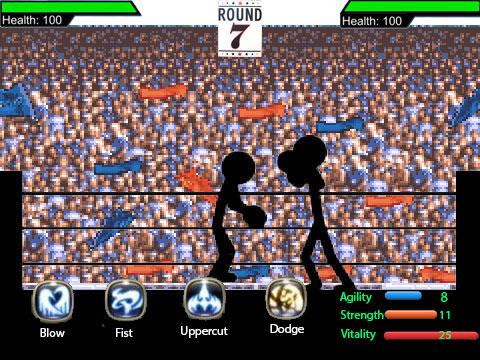 Health: 100
ROUND
7
Health: 100
Agility 8
Strength 11
Vitality 25
Blow
Fist
Uppercut
Dodge